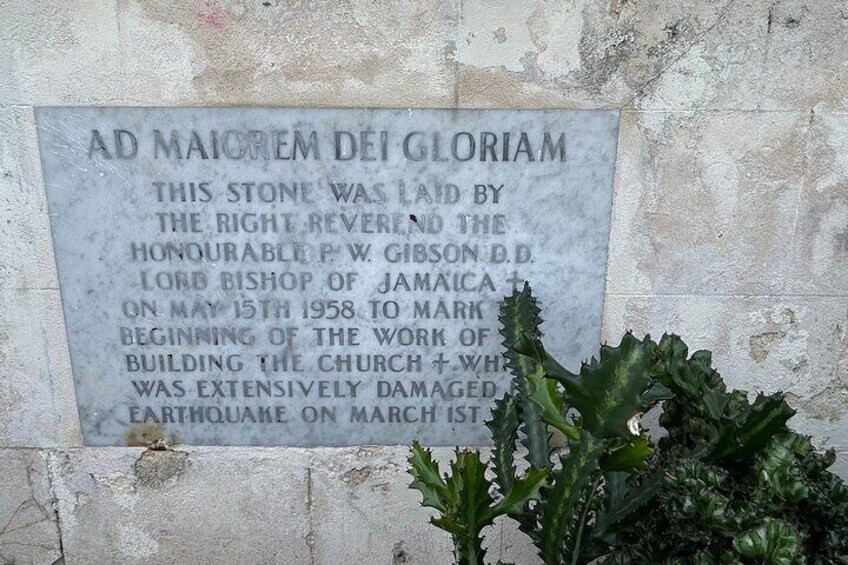 AD MAIOREM DEI GLORIAM
THIS STONE WAS LAID BY
THE RIGHT REVEREND THE
HONOURABLE P. W. GIBSON D.D.
LORD BISHOP OF JAMAICA +
ON MAY 15TH 1958 TO MARK
BEGINNING OF THE WORK OF
BUILDING THE CHURCH +
WAS EXTENSIVELY DAMAGED
EARTHQUAKE ON MARCH 1ST